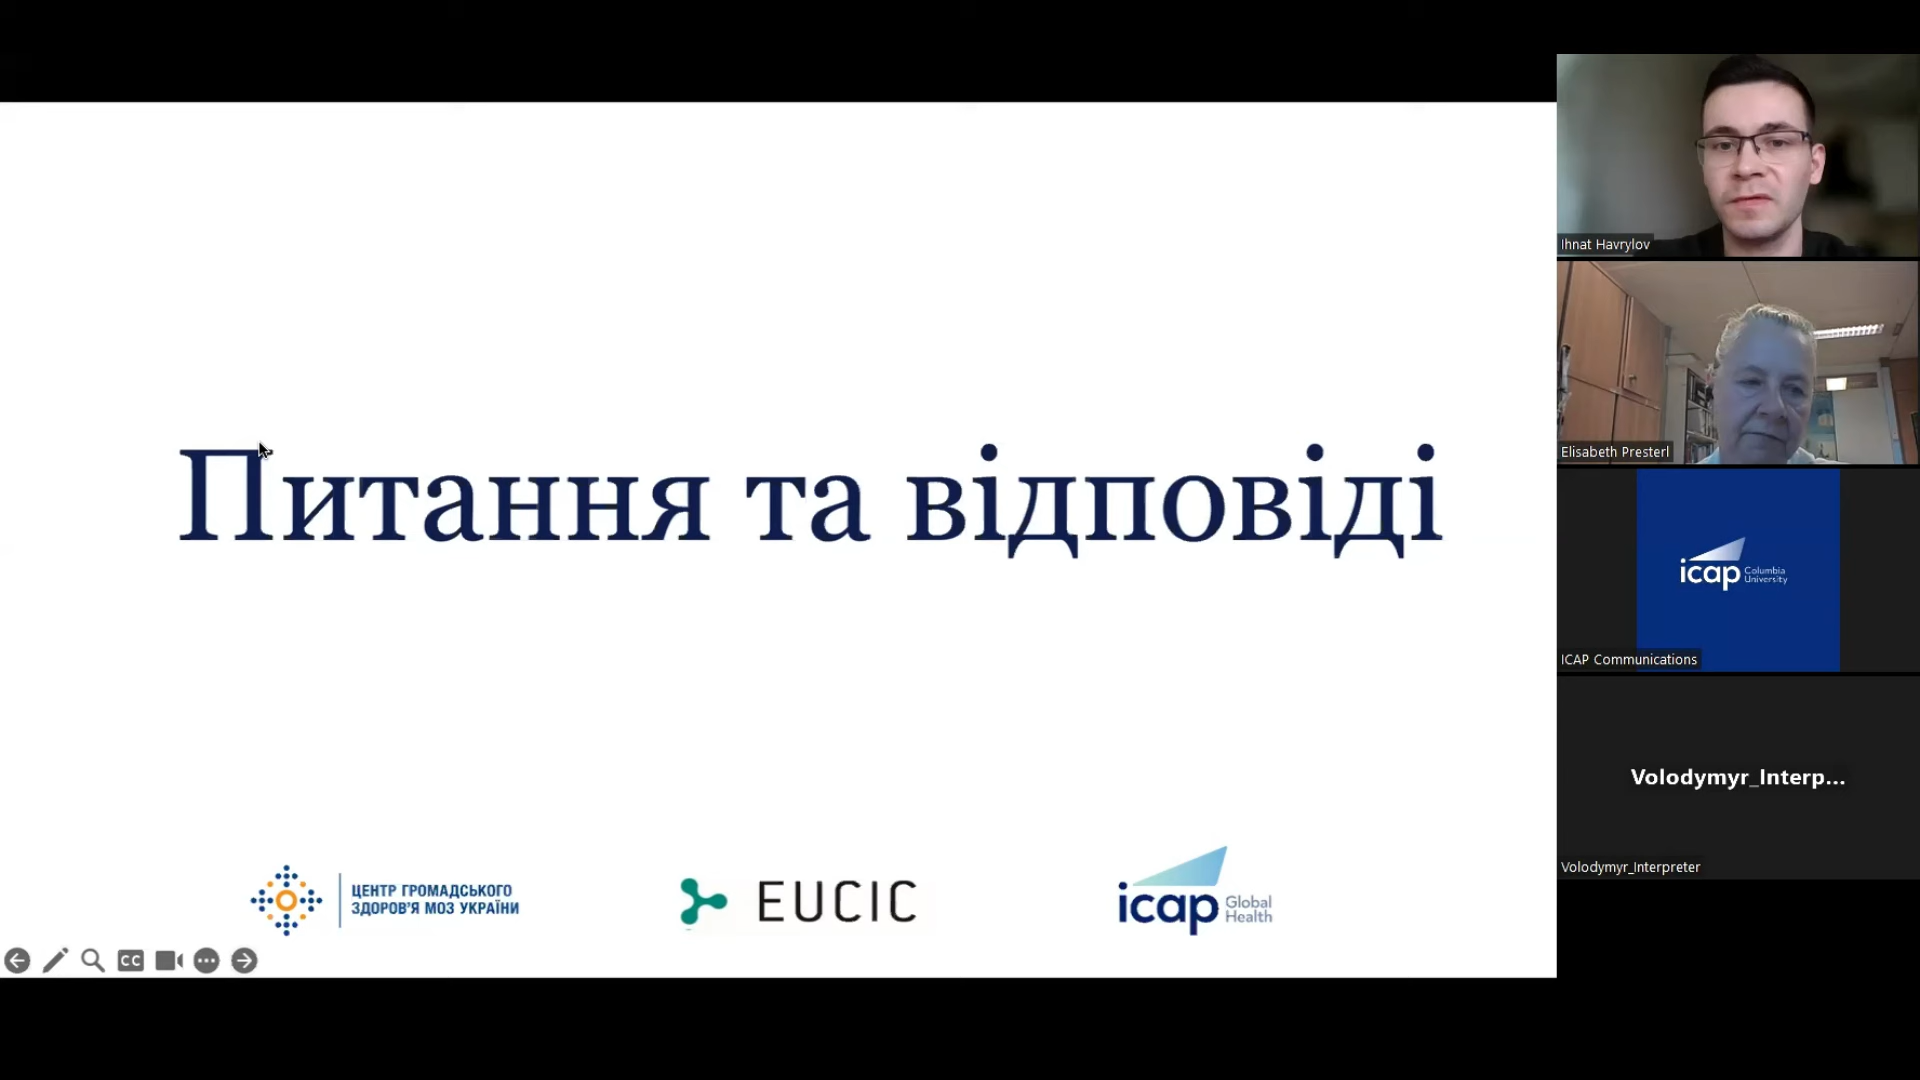 Питання та відповіді
ЦЕНТР ГРОМАДСЬКОГО
ЗДОРОВ'Я МОЗ УКРАЇНИ
EUCIC
icap Global
Health
CC
Ihnat Havrylov
Elisabeth Presterl
icap Columbia
University
ICAP Communications
Volodymyr_Interp...
Volodymyr_Interpreter